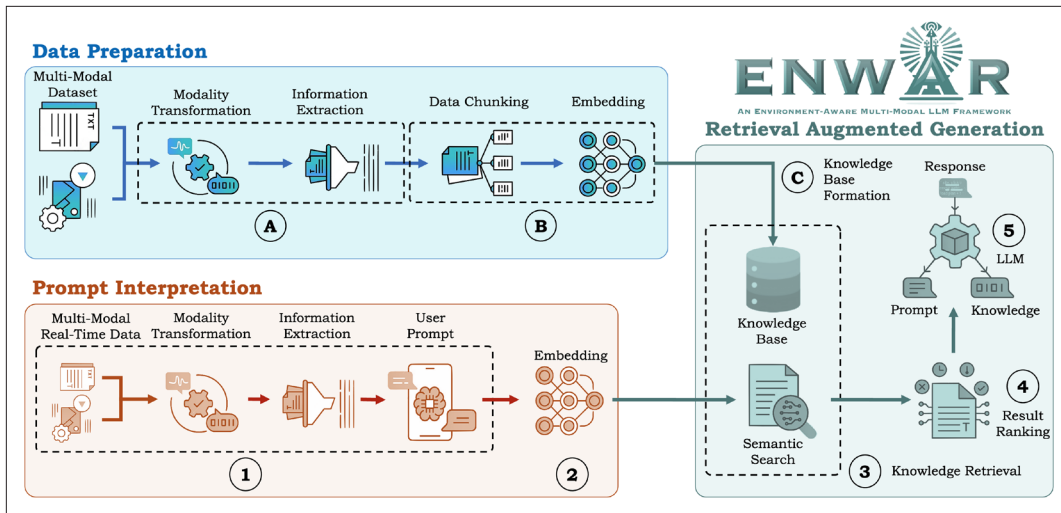 Data Preparation
Multi-Modal
Dataset
TXT
Modality
Transformation
Information
Extraction
Data Chunking
Embedding
A
B
ENWAR
AN ENVIRONMENT-AWARE MULTI-MODAL LLM FRAMEWORK
Retrieval Augmented Generation
C
Knowledge
Base
Formation
Response
5
LLM
Prompt
Knowledge
Knowledge
Base
4
Result
Ranking
T
Semantic
Search
3
Knowledge Retrieval
Prompt Interpretation
Multi-Modal
Real-Time Data
Modality
Transformation
Information
Extraction
User
Prompt
Embedding
1
2